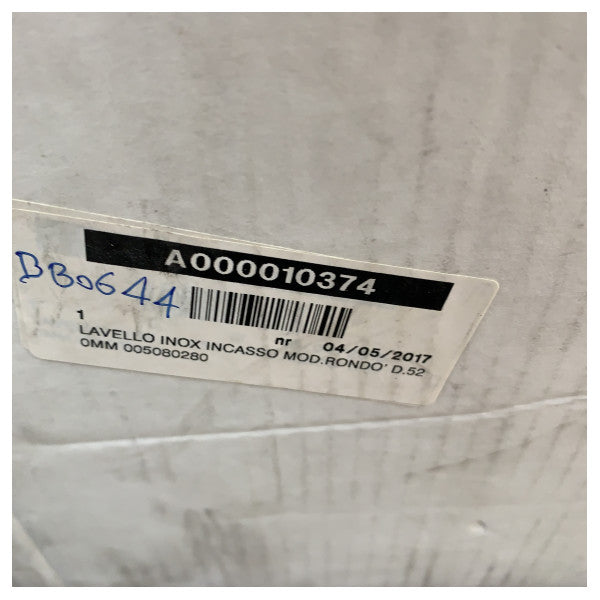 A000010374
BB0644
1 nr 04/05/2017
LAVELLO INOX INCASSO MOD.RONDO' D.52
0MM 005080280